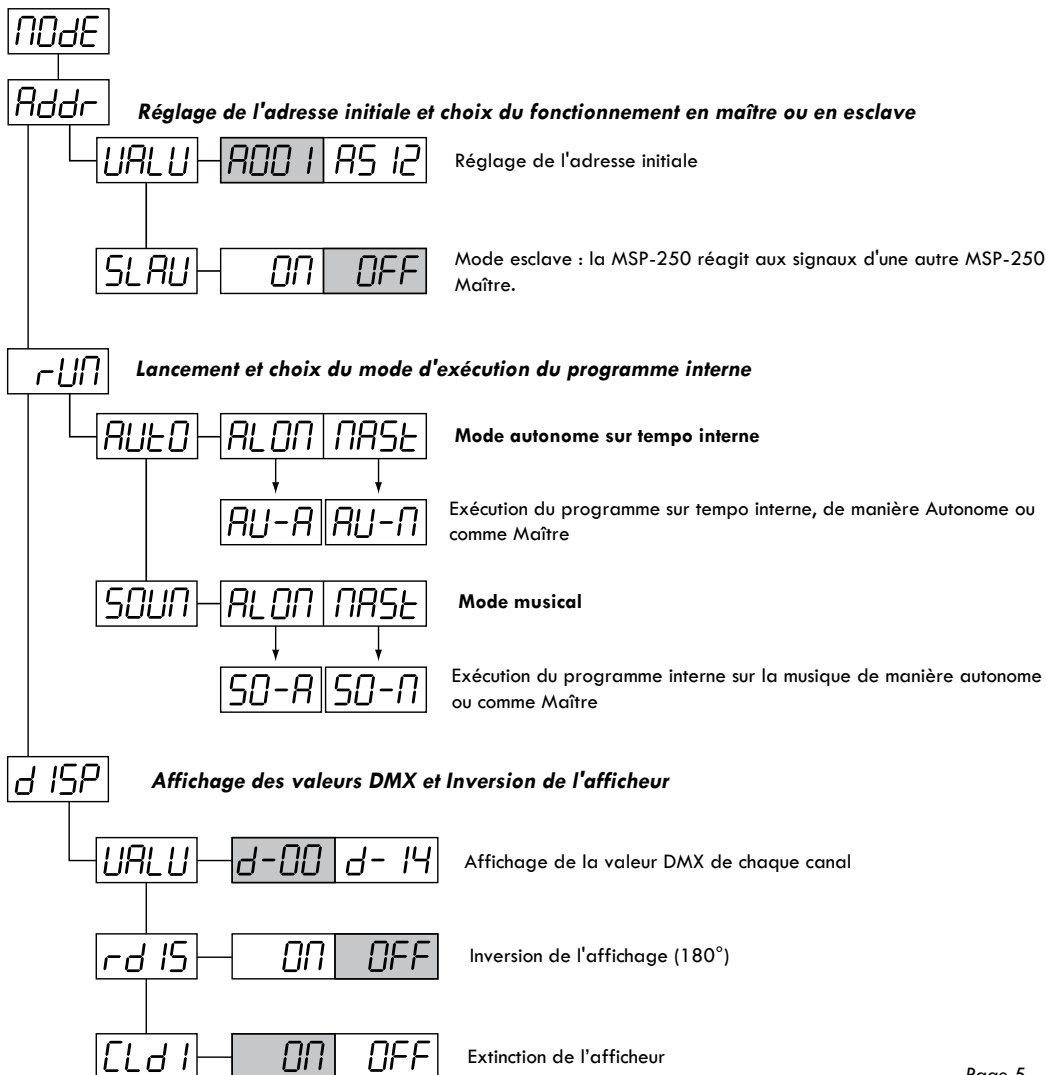 MOdE
Addr
Réglage de l'adresse initiale et choix du fonctionnement en maître ou en esclave
VALU A001 A512 Réglage de l'adresse initiale
SLAV ON OFF Mode esclave : la MSP-250 réagit aux signaux d'une autre MSP-250
Maître.
rUN Lancement et choix du mode d'exécution du programme interne
AUtO ALON MASt Mode autonome sur tempo interne
AU-A AU-M Exécution du programme sur tempo interne, de manière Autonome ou
comme Maître
SOUN ALON MASt Mode musical
SO-A SO-M Exécution du programme interne sur la musique de manière autonome
ou comme Maître
dISP Affichage des valeurs DMX et Inversion de l'afficheur
VALU d-00 d-14 Affichage de la valeur DMX de chaque canal
rdIS ON OFF Inversion de l'affichage (180°)
CLdI ON OFF Extinction de l’afficheur
Page 5